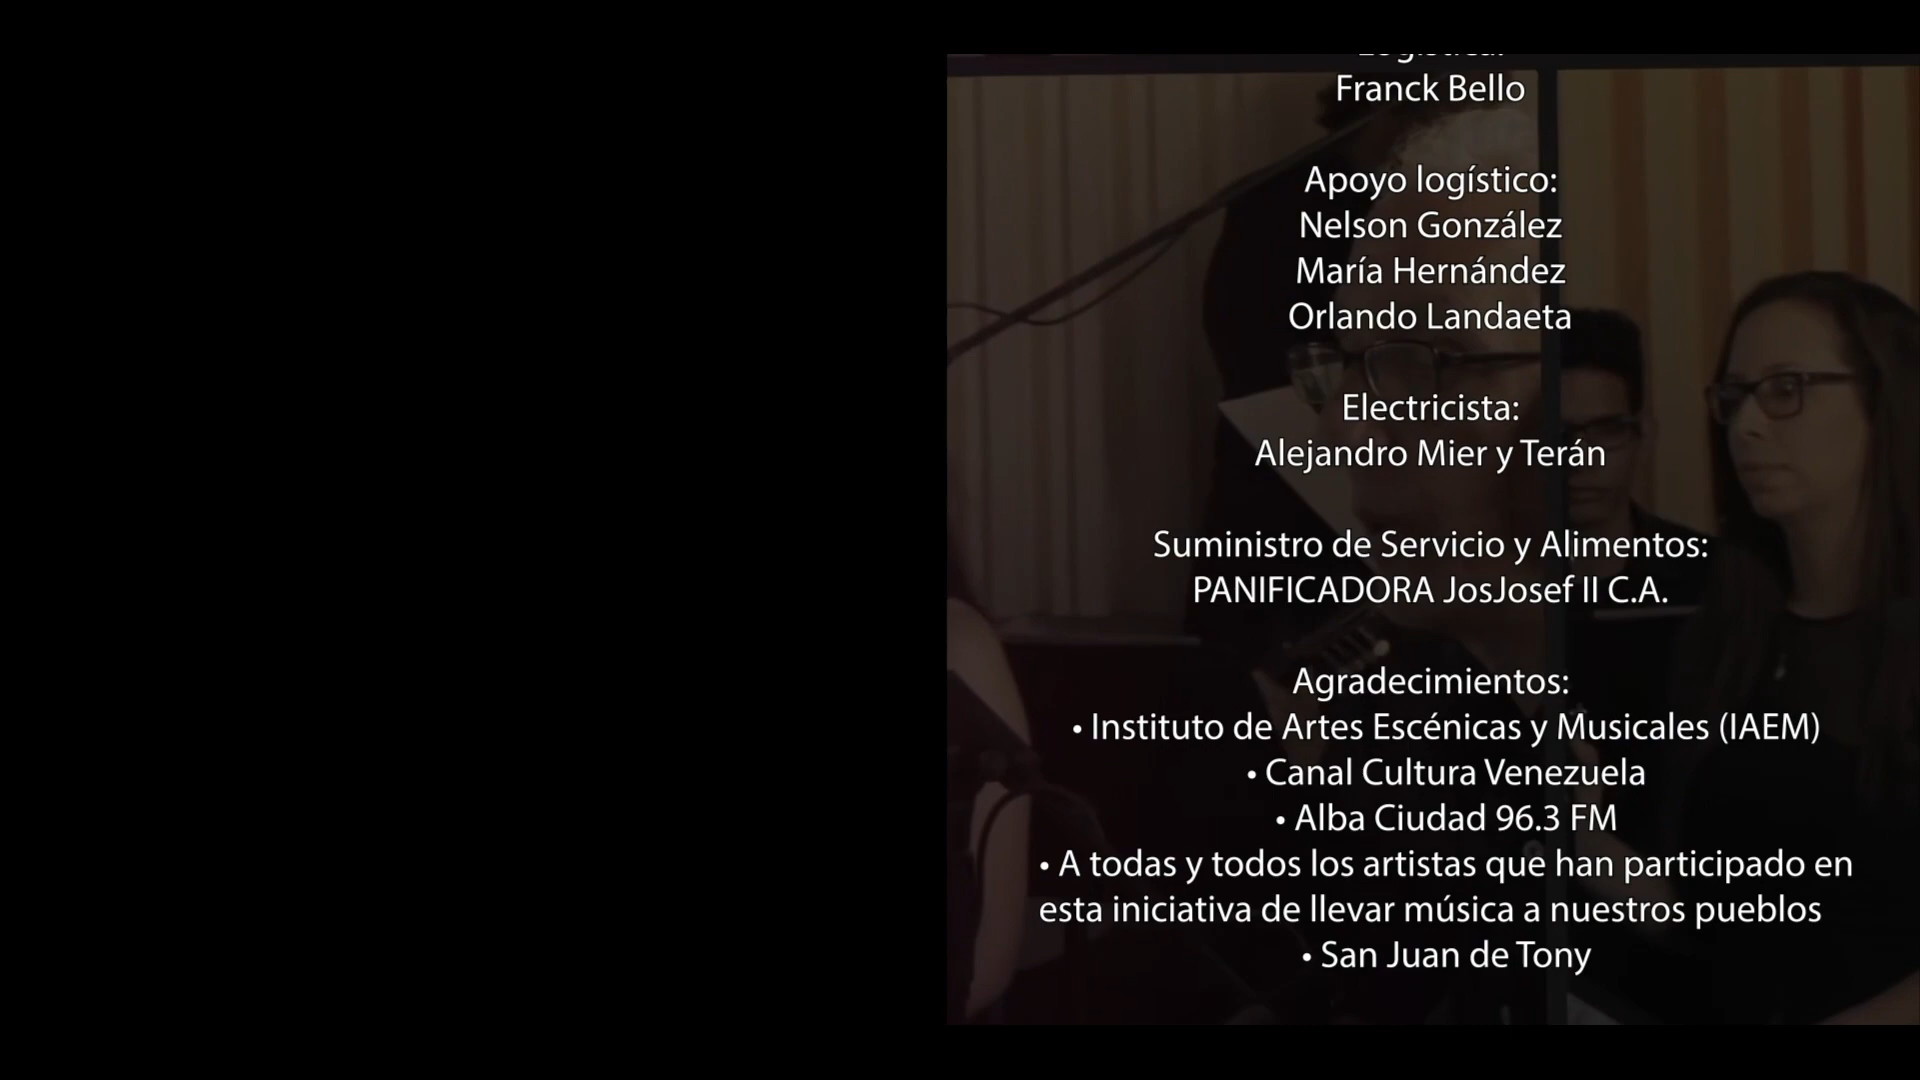 Franck Bello
Apoyo logístico:
Nelson González
María Hernández
Orlando Landaeta
Electricista:
Alejandro Mier y Terán
Suministro de Servicio y Alimentos:
PANIFICADORA JosJosef II C.A.
Agradecimientos:
• Instituto de Artes Escénicas y Musicales (IAEM)
• Canal Cultura Venezuela
• Alba Ciudad 96.3 FM
• A todas y todos los artistas que han participado en
esta iniciativa de llevar música a nuestros pueblos
• San Juan de Tony